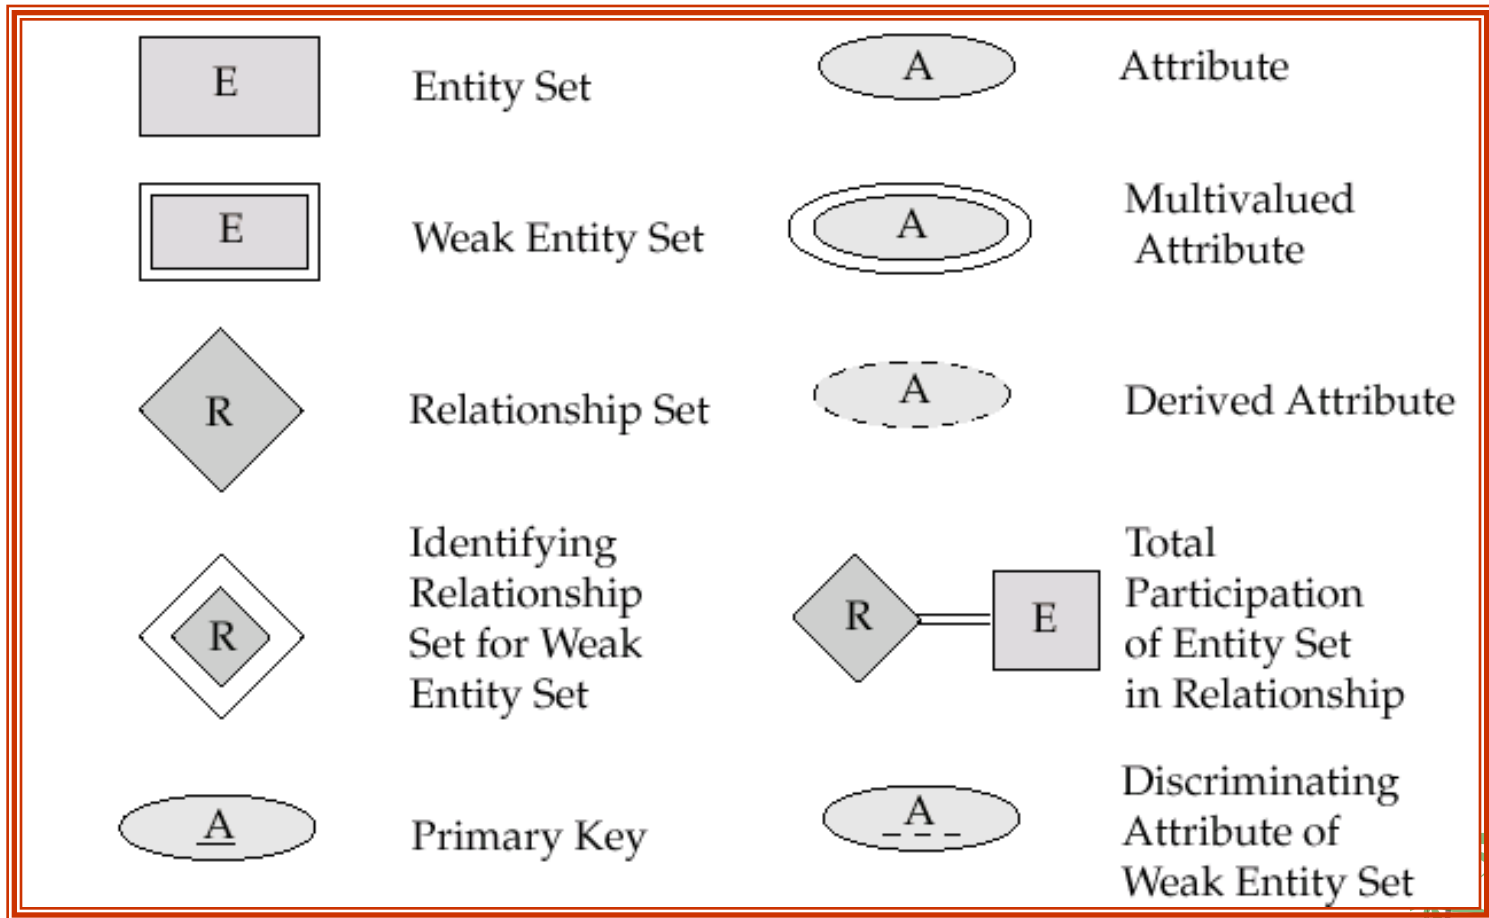 E
Entity Set
A
Attribute
E
Weak Entity Set
A
Multivalued
Attribute
R
Relationship Set
A
Derived Attribute
R
Identifying
Relationship
Set for Weak
Entity Set
R
E
Total
Participation
of Entity Set
in Relationship
A
Primary Key
A
Discriminating
Attribute of
Weak Entity Set